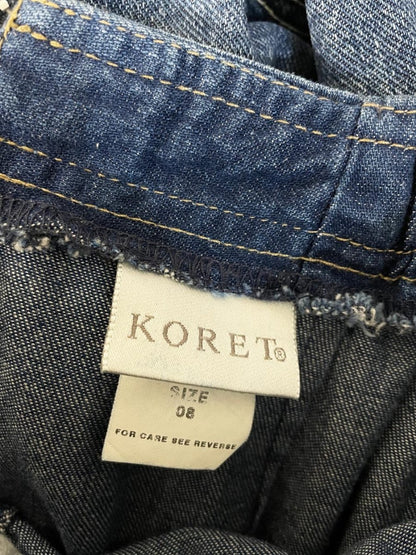 KORET®
SIZE
08
FOR CARE SEE REVERSE